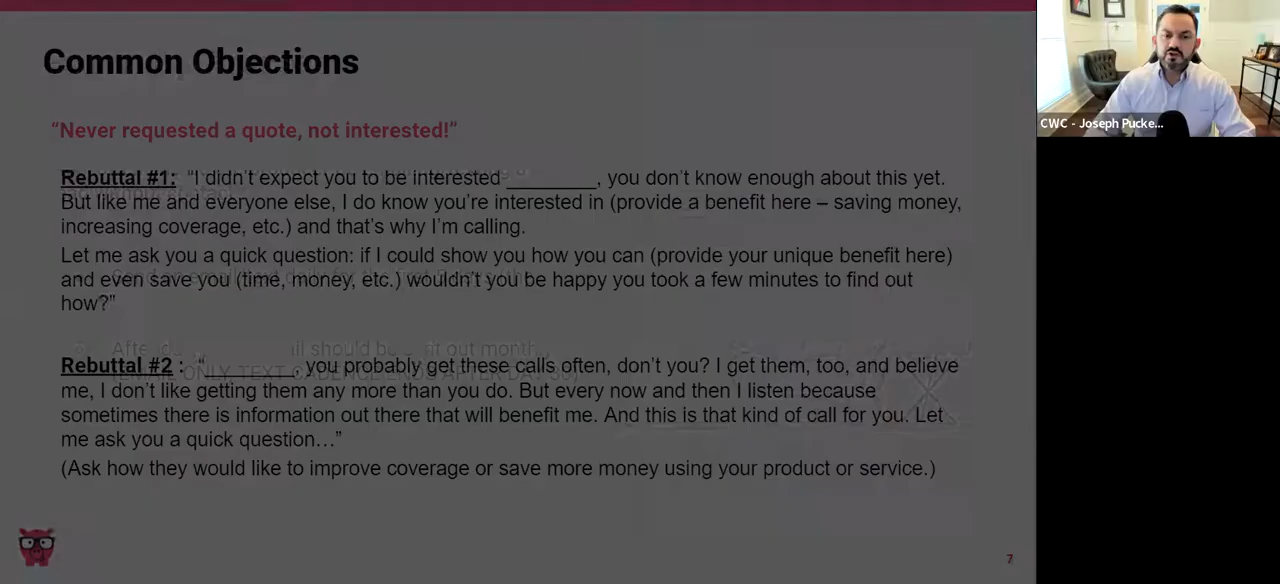 Common Objections
“Never requested a quote, not interested!”
Rebuttal #1: “I didn’t expect you to be interested ________, you don’t know enough about this yet.
But like me and everyone else, I do know you’re interested in (provide a benefit here – saving money,
increasing coverage, etc.) and that’s why I’m calling.
Let me ask you a quick question: if I could show you how you can (provide your unique benefit here)
and even save you (time, money, etc.) wouldn’t you be happy you took a few minutes to find out
how?”
Rebuttal #2 : “________, you probably get these calls often, don’t you? I get them, too, and believe
me, I don’t like getting them any more than you do. But every now and then I listen because
sometimes there is information out there that will benefit me. And this is that kind of call for you. Let
me ask you a quick question…”
(Ask how they would like to improve coverage or save more money using your product or service.)
7
CWC - Joseph Pucke...